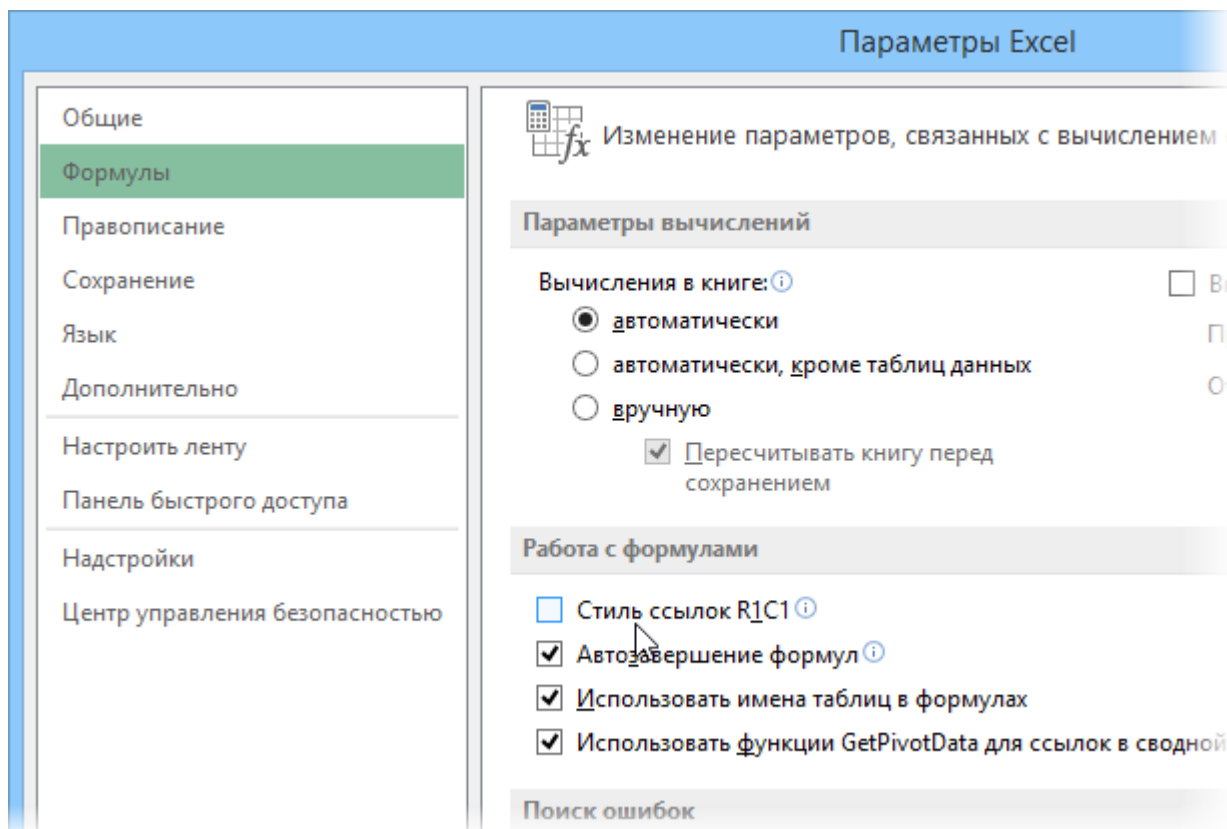 Параметры Excel
Общие
Формулы
Правописание
Сохранение
Язык
Дополнительно
Настроить ленту
Панель быстрого доступа
Надстройки
Центр управления безопасностью
Изменение параметров, связанных с вычислением
Параметры вычислений
Вычисления в книге:
автоматически
автоматически, кроме таблиц данных
вручную
Пересчитывать книгу перед
сохранением
Работа с формулами
Стиль ссылок R1C1
Автозавершение формул
Использовать имена таблиц в формулах
Использовать функции GetPivotData для ссылок в сводной
Поиск ошибок